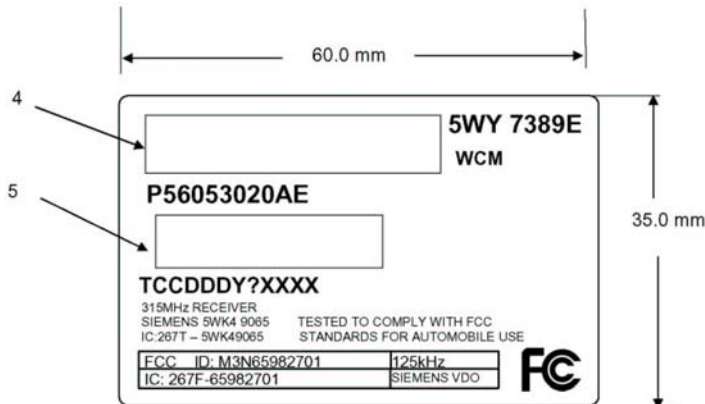 60.0 mm
4
5WY 7389E
WCM
P56053020AE
5
35.0 mm
TCCDDDY?XXXX
315MHz RECEIVER
SIEMENS 5WK4 9065 TESTED TO COMPLY WITH FCC
IC:267T – 5WK49065 STANDARDS FOR AUTOMOBILE USE
FCC ID: M3N65982701 125kHz
IC: 267F-65982701 SIEMENS VDO
FC